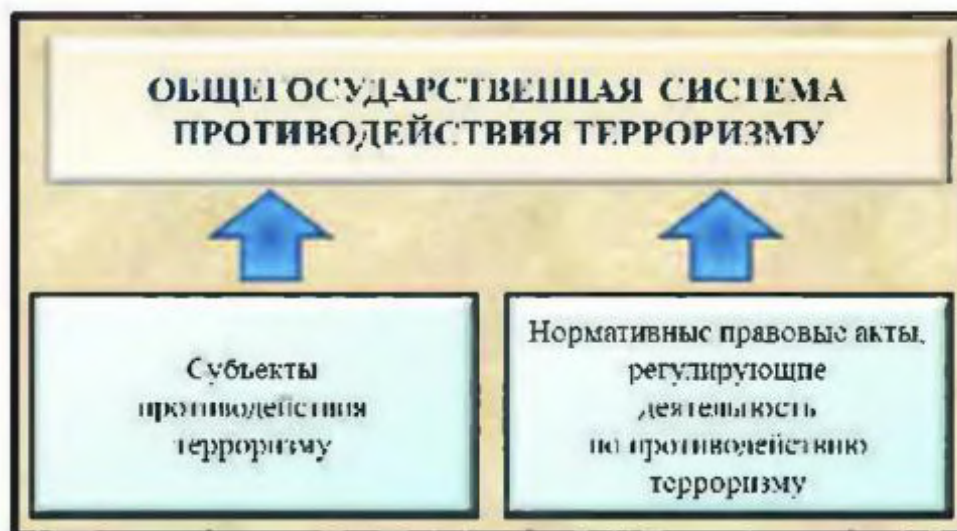 ОБЩЕГОСУДАРСТВЕННАЯ СИСТЕМА
ПРОТИВОДЕЙСТВИЯ ТЕРРОРИЗМУ
Субъекты
противодействия
терроризму
Нормативные правовые акты,
регулирующие
деятельность
по противодействию
терроризму